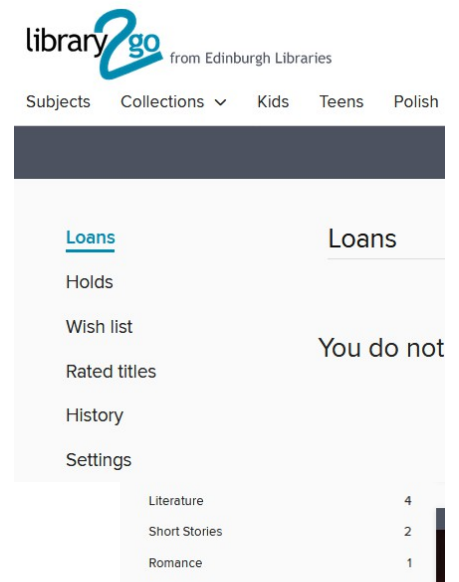 library2go from Edinburgh Libraries
Subjects Collections Kids Teens Polish
Loans
Loans
Holds
Wish list
You do not
Rated titles
History
Settings
Literature 4
Short Stories 2
Romance 1